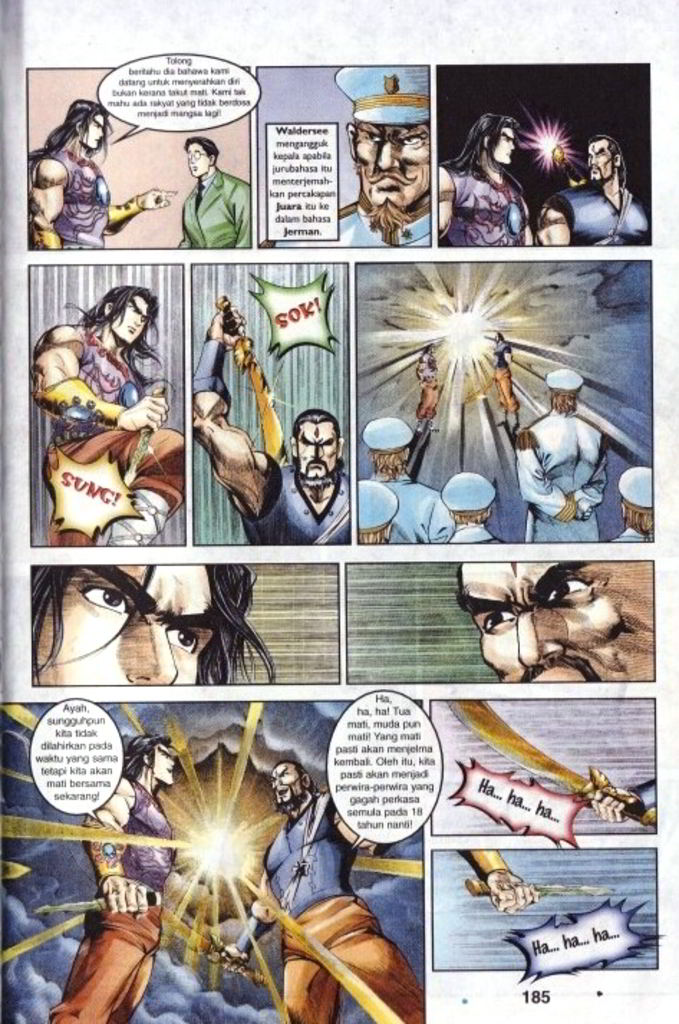 Tolong
beritahu dia bahawa kami
datang untuk menyerahkan diri
bukan kerana takut mati. Kami tak
mahu ada rakyat yang tidak berdosa
menjadi mangsa lagi!
Waldersee
mengangguk
kepala apabila
jurubahasa itu
menterjemah-
kan percakapan
Juara itu ke
dalam bahasa
Jerman.
SUNG!
SOK!
Ayah,
sungguhpun
kita tidak
dilahirkan pada
waktu yang sama
tetapi kita akan
mati bersama
sekarang!
Ha,
ha, ha! Tua
mati, muda pun
mati! Yang mati
pasti akan menjelma
kembali. Oleh itu, kita
pasti akan menjadi
perwira-perwira yang
gagah perkasa
semula pada 18
tahun nanti!
Ha... ha... ha...
Ha... ha... ha...
185